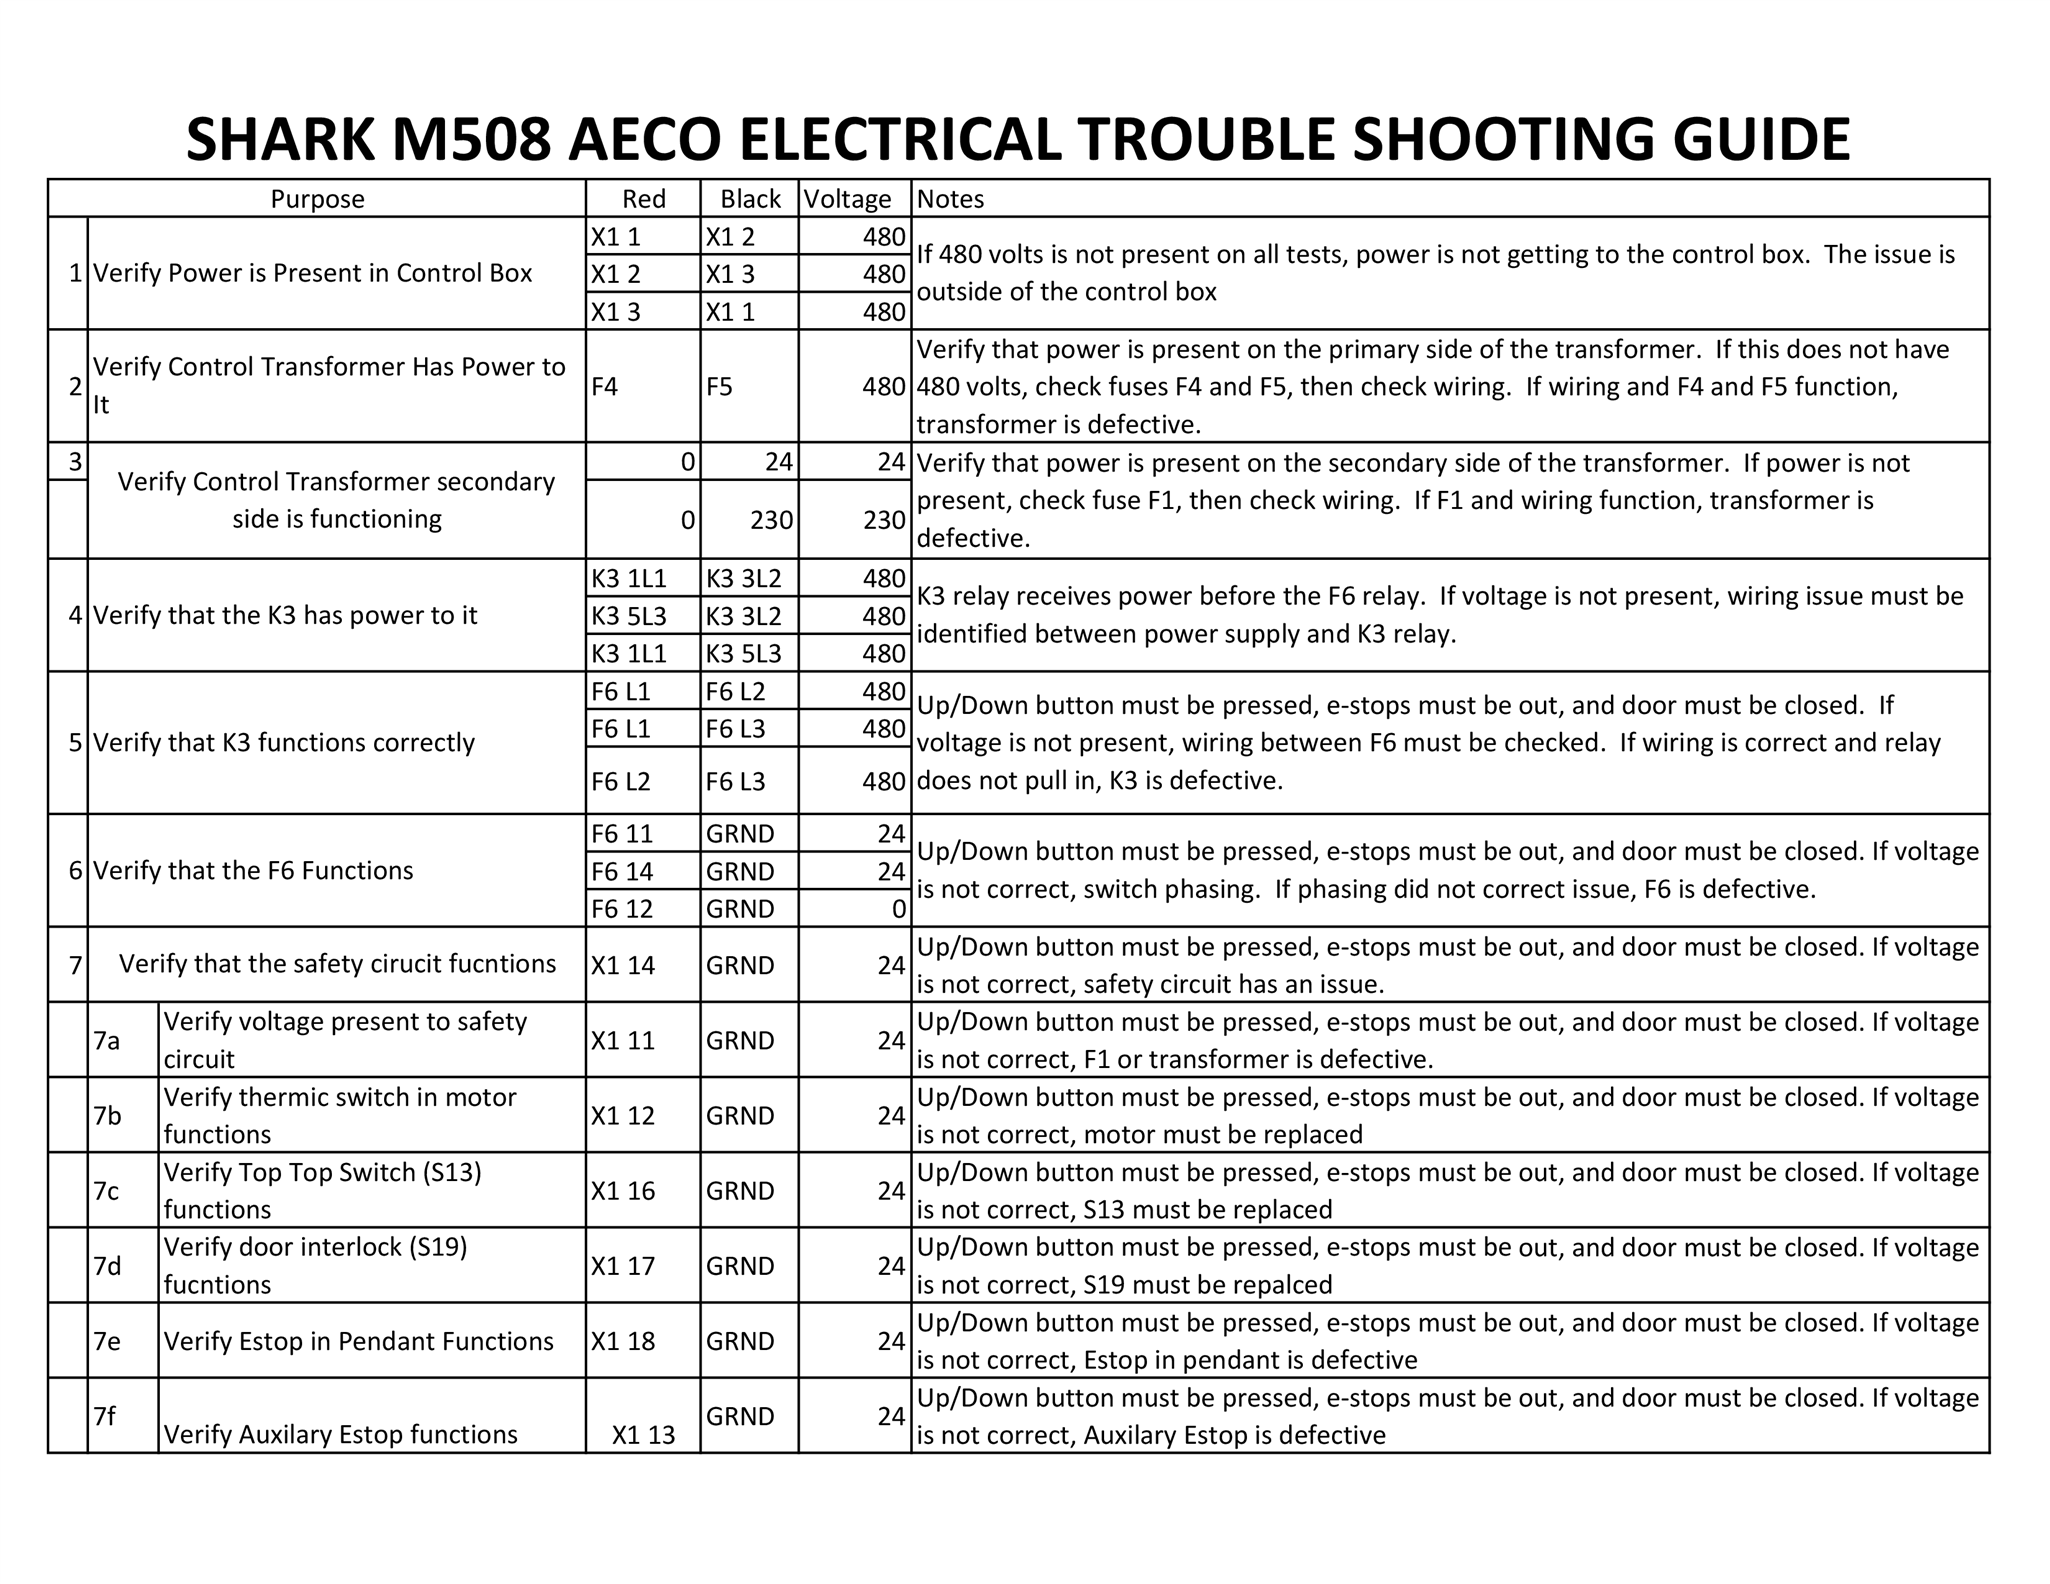 SHARK M508 AECO ELECTRICAL TROUBLE SHOOTING GUIDE
Purpose Red Black Voltage Notes
1 Verify Power is Present in Control Box
X1 1 X1 2 480
X1 2 X1 3 480
X1 3 X1 1 480
If 480 volts is not present on all tests, power is not getting to the control box.  The issue is
outside of the control box
2 Verify Control Transformer Has Power to
It
F4 F5 480
Verify that power is present on the primary side of the transformer.  If this does not have
480 volts, check fuses F4 and F5, then check wiring.  If wiring and F4 and F5 function,
transformer is defective.
3 Verify Control Transformer secondary
side is functioning
0 24 24
0 230 230
Verify that power is present on the secondary side of the transformer.  If power is not
present, check fuse F1, then check wiring.  If F1 and wiring function, transformer is
defective.
4 Verify that the K3 has power to it
K3 1L1 K3 3L2 480
K3 5L3 K3 3L2 480
K3 1L1 K3 5L3 480
K3 relay receives power before the F6 relay.  If voltage is not present, wiring issue must be
identified between power supply and K3 relay.
5 Verify that K3 functions correctly
F6 L1 F6 L2 480
F6 L1 F6 L3 480
F6 L2 F6 L3 480
Up/Down button must be pressed, e-stops must be out, and door must be closed.  If
voltage is not present, wiring between F6 must be checked.  If wiring is correct and relay
does not pull in, K3 is defective.
6 Verify that the F6 Functions
F6 11 GRND 24
F6 14 GRND 24
F6 12 GRND 0
Up/Down button must be pressed, e-stops must be out, and door must be closed. If voltage
is not correct, switch phasing.  If phasing did not correct issue, F6 is defective.
7 Verify that the safety cirucit fucntions X1 14 GRND 24
Up/Down button must be pressed, e-stops must be out, and door must be closed. If voltage
is not correct, safety circuit has an issue.
7a Verify voltage present to safety
circuit
X1 11 GRND 24
Up/Down button must be pressed, e-stops must be out, and door must be closed. If voltage
is not correct, F1 or transformer is defective.
7b Verify thermic switch in motor
functions
X1 12 GRND 24
Up/Down button must be pressed, e-stops must be out, and door must be closed. If voltage
is not correct, motor must be replaced
7c Verify Top Top Switch (S13)
functions
X1 16 GRND 24
Up/Down button must be pressed, e-stops must be out, and door must be closed. If voltage
is not correct, S13 must be replaced
7d Verify door interlock (S19)
fucntions
X1 17 GRND 24
Up/Down button must be pressed, e-stops must be out, and door must be closed. If voltage
is not correct, S19 must be repalced
7e Verify Estop in Pendant Functions X1 18 GRND 24
Up/Down button must be pressed, e-stops must be out, and door must be closed. If voltage
is not correct, Estop in pendant is defective
7f Verify Auxilary Estop functions X1 13 GRND 24
Up/Down button must be pressed, e-stops must be out, and door must be closed. If voltage
is not correct, Auxilary Estop is defective